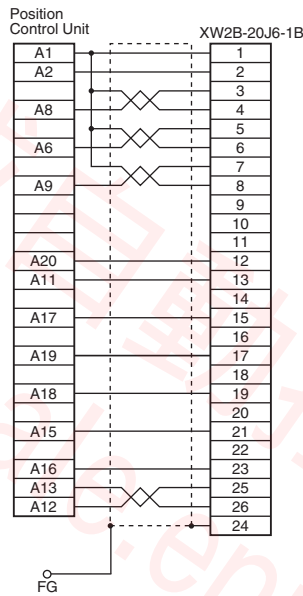 Position
Control Unit
XW2B-20J6-1B
A1 1
A2 2
3
A8 4
5
A6 6
7
A9 8
9
10
11
A20 12
A11 13
14
A17 15
16
A19 17
18
A18 19
20
A15 21
22
A16 23
A13 25
A12 26
24
FG